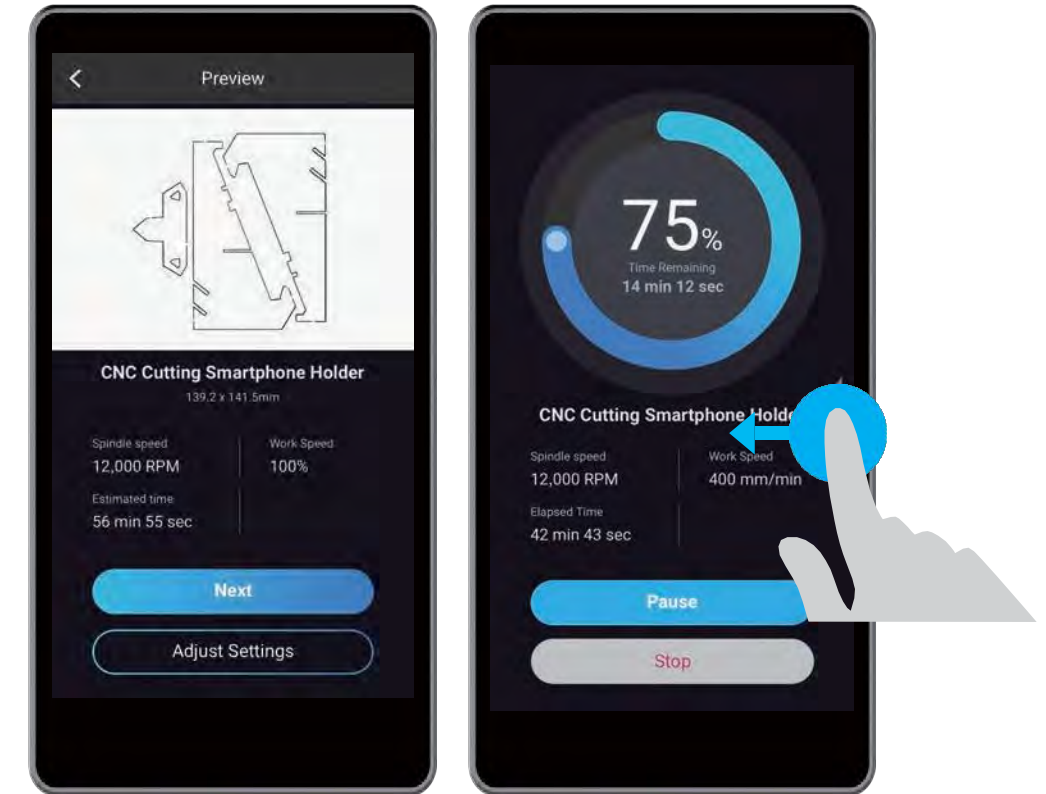 Preview
CNC Cutting Smartphone Holder
139.2 x 141.5mm
Spindle speed
12,000 RPM
Work Speed
100%
Estimated time
56 min 55 sec
Next
Adjust Settings
75%
Time Remaining
14 min 12 sec
CNC Cutting Smartphone Holde
Spindle speed
12,000 RPM
Work Speed
400 mm/min
Elapsed Time
42 min 43 sec
Pause
Stop